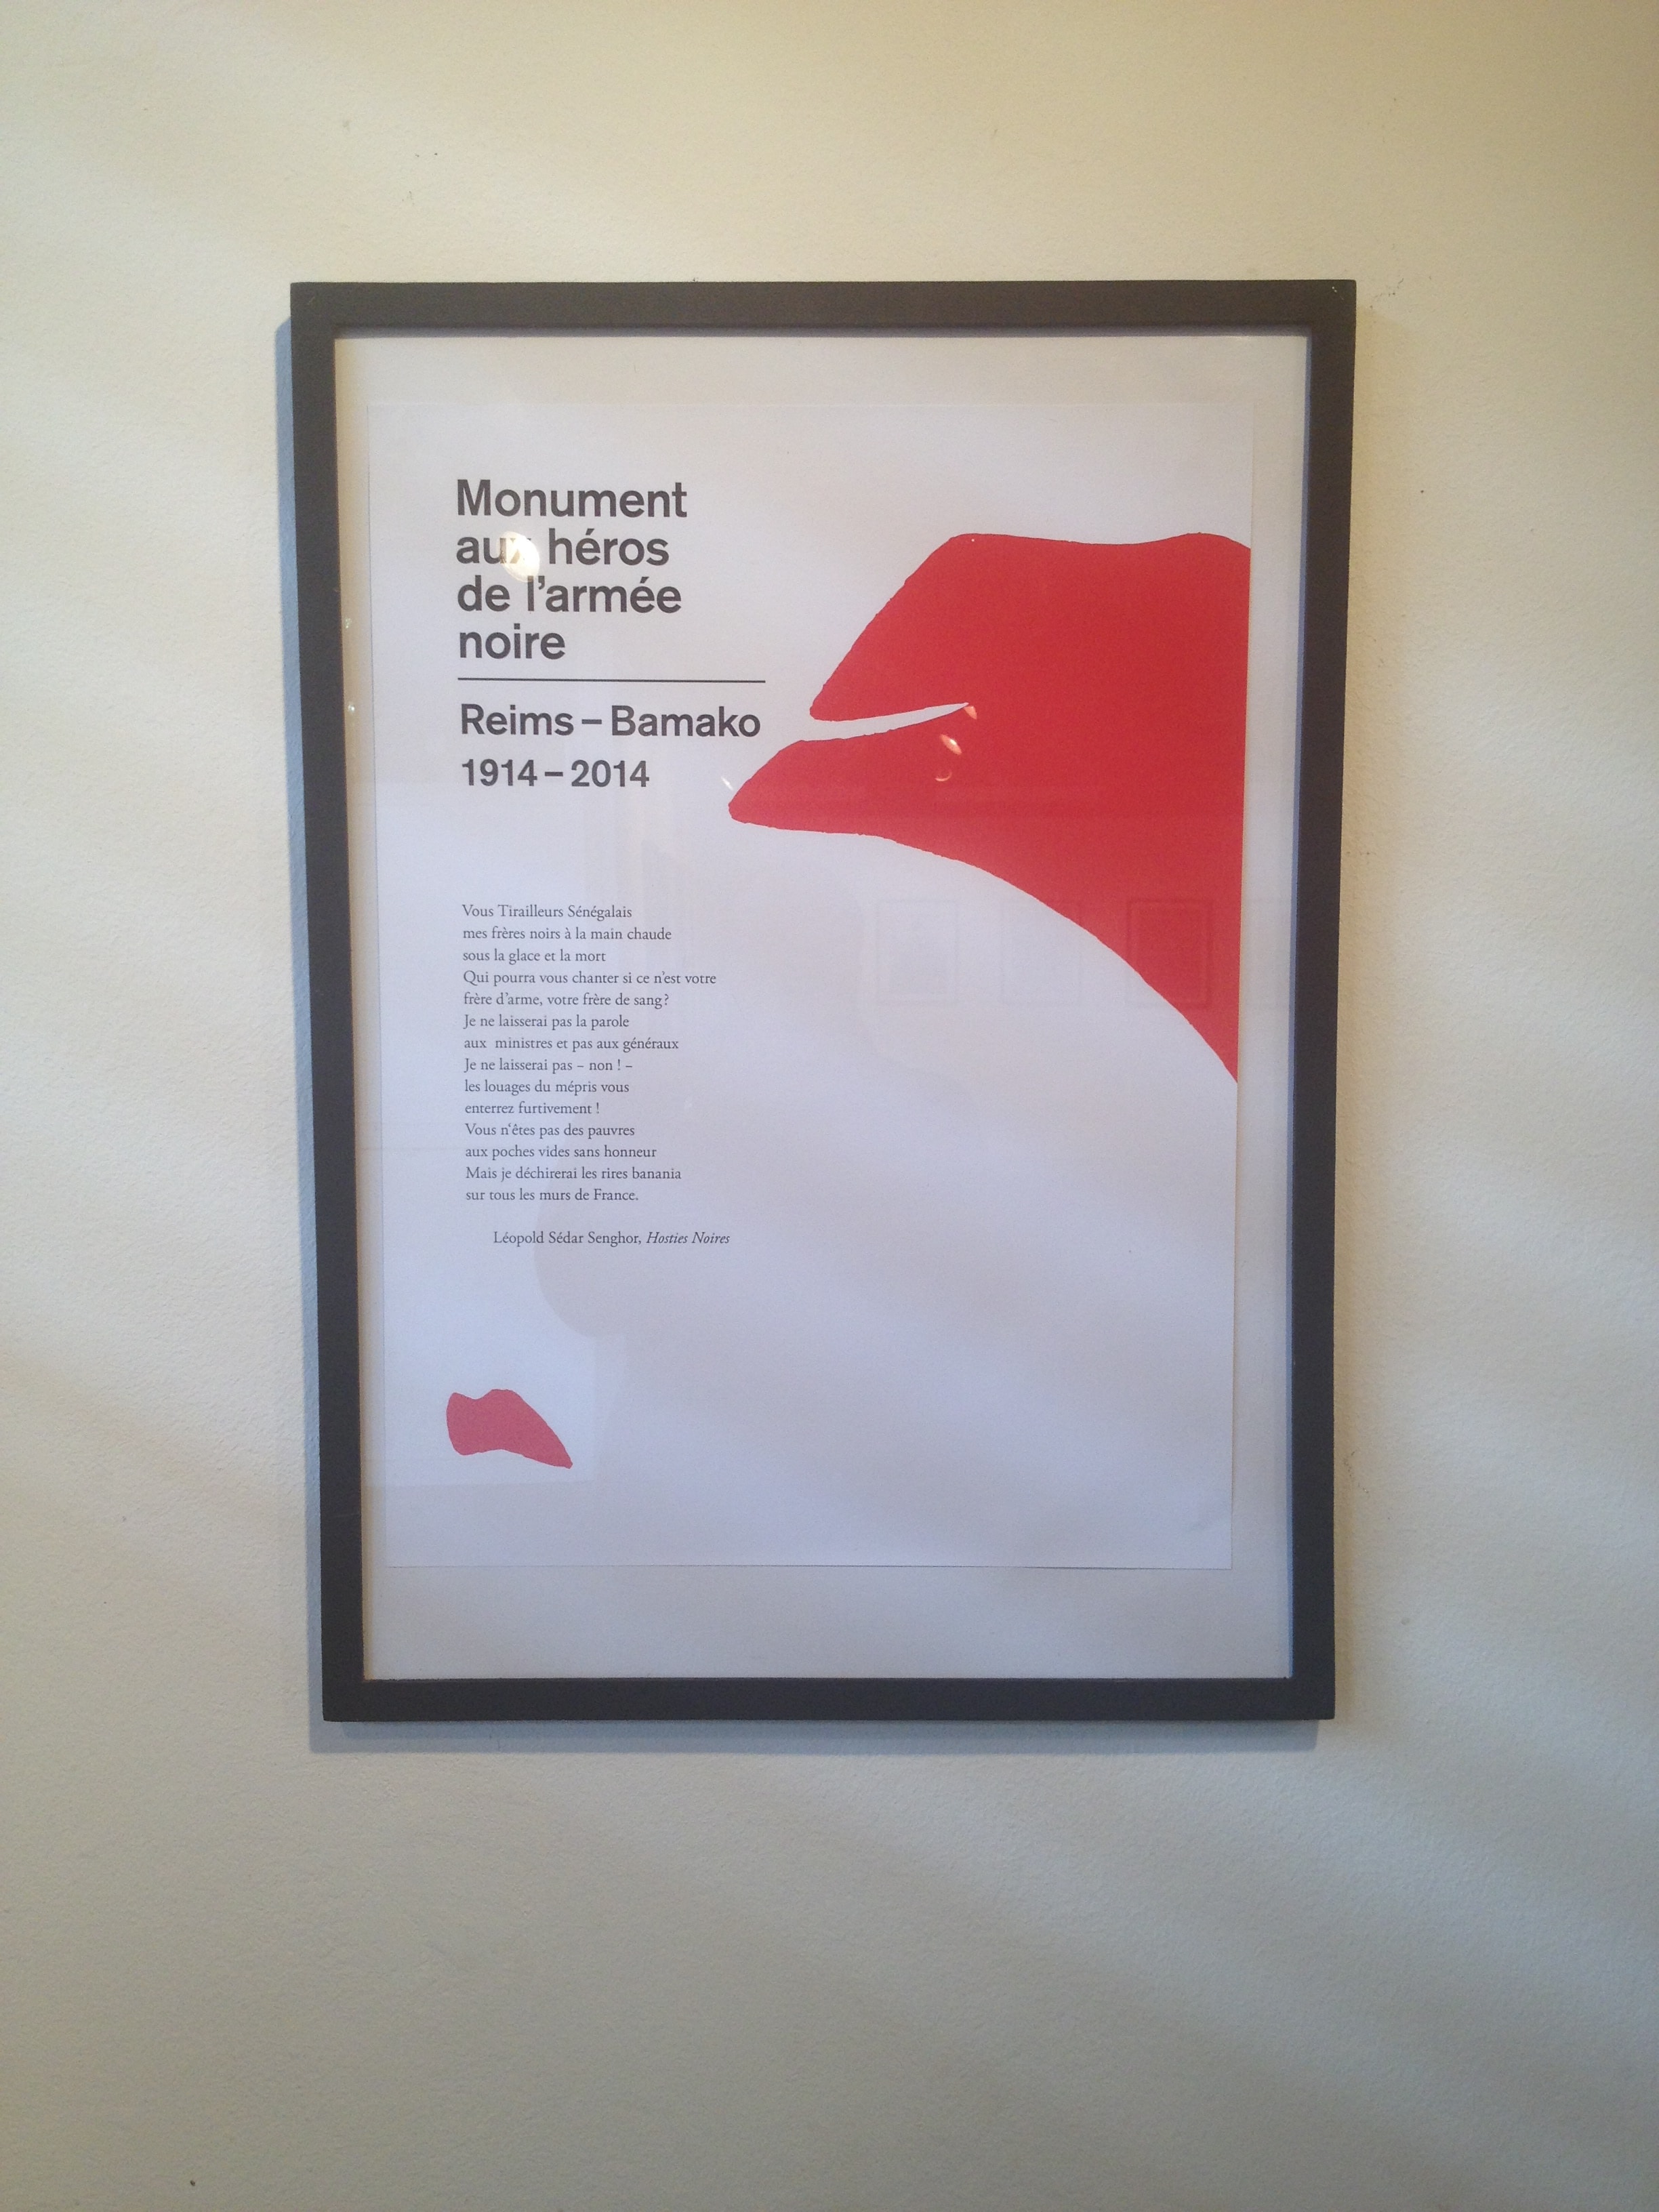 Monument
aux héros
de l’armée
noire
Reims – Bamako
1914 – 2014
Vous Tirailleurs Sénégalais
mes frères noirs à la main chaude
sous la glace et la mort
Qui pourra vous chanter si ce n’est votre
frère d’arme, votre frère de sang?
Je ne laisserai pas la parole
aux  ministres et pas aux généraux
Je ne laisserai pas – non ! –
les louages du mépris vous
enterrez furtivement !
Vous n‘êtes pas des pauvres
aux poches vides sans honneur
Mais je déchirerai les rires banania
sur tous les murs de France.
Léopold Sédar Senghor, Hosties Noires